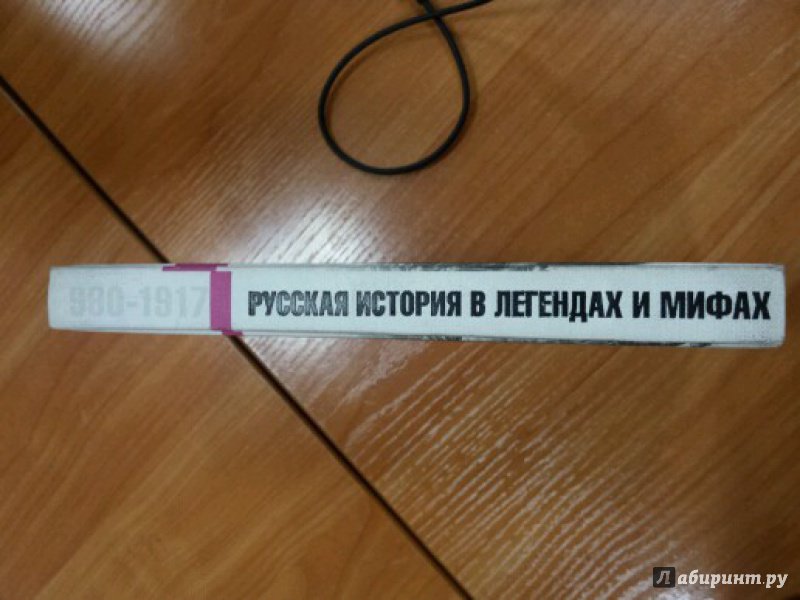 980-1917 РУССКАЯ ИСТОРИЯ В ЛЕГЕНДАХ И МИФАХ
Лабиринт.ру